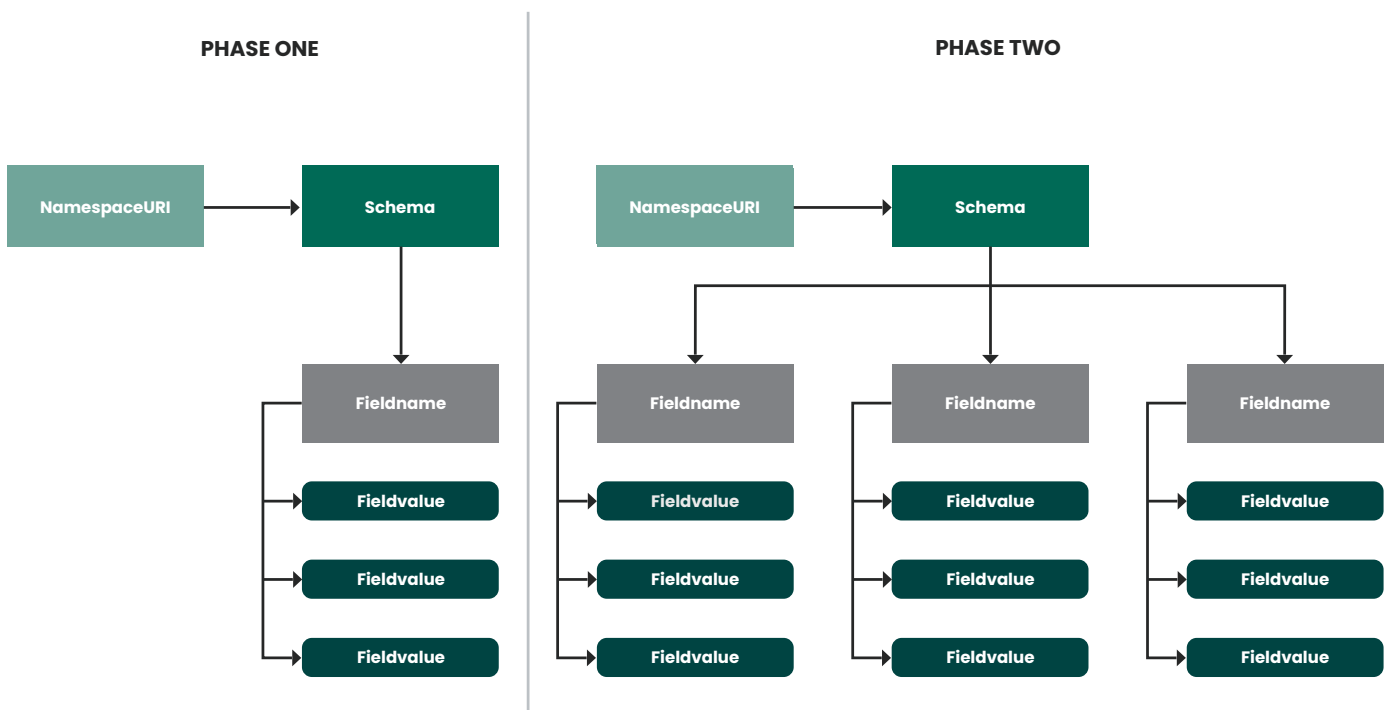 PHASE ONE
NamespaceURI
Schema
Fieldname
Fieldvalue
Fieldvalue
Fieldvalue
PHASE TWO
NamespaceURI
Schema
Fieldname
Fieldvalue
Fieldvalue
Fieldvalue
Fieldname
Fieldvalue
Fieldvalue
Fieldvalue
Fieldname
Fieldvalue
Fieldvalue
Fieldvalue